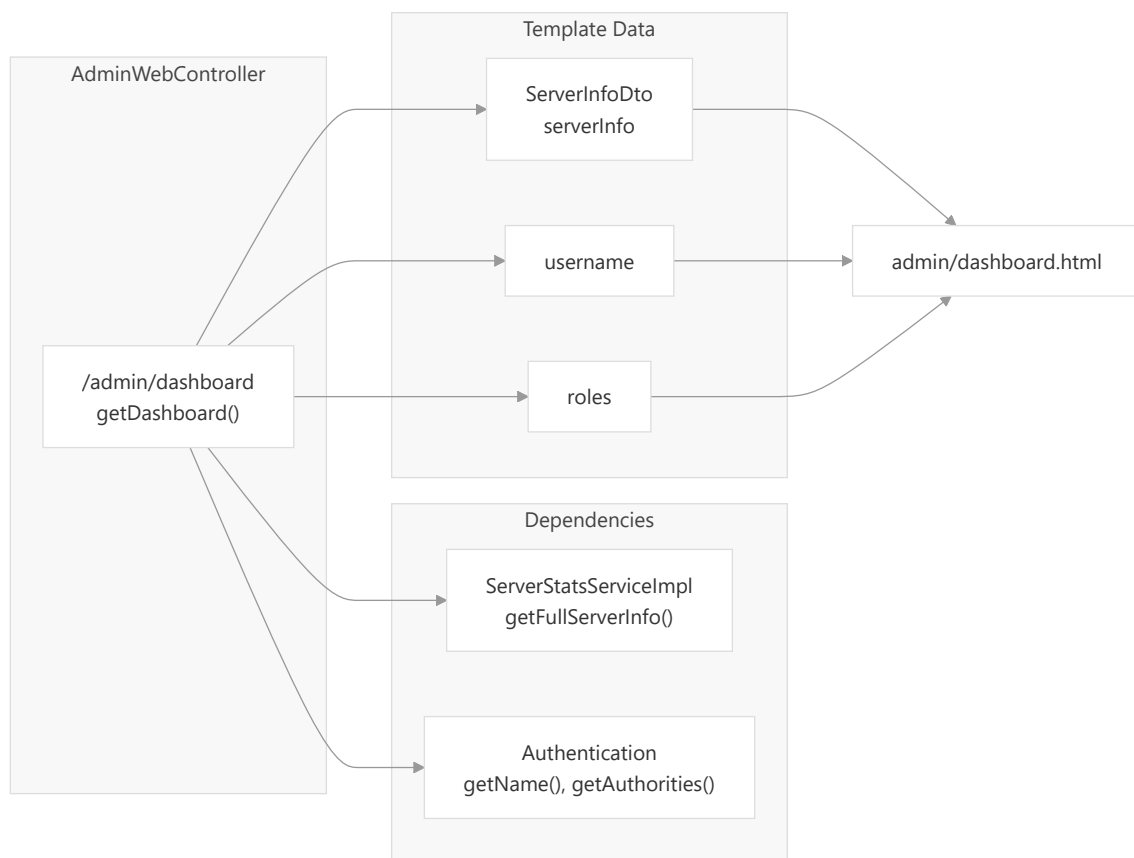 AdminWebController
/admin/dashboard
getDashboard()
Template Data
ServerInfoDto
serverInfo
username
roles
admin/dashboard.html
Dependencies
ServerStatsServiceImpl
getFullServerInfo()
Authentication
getName(), getAuthorities()